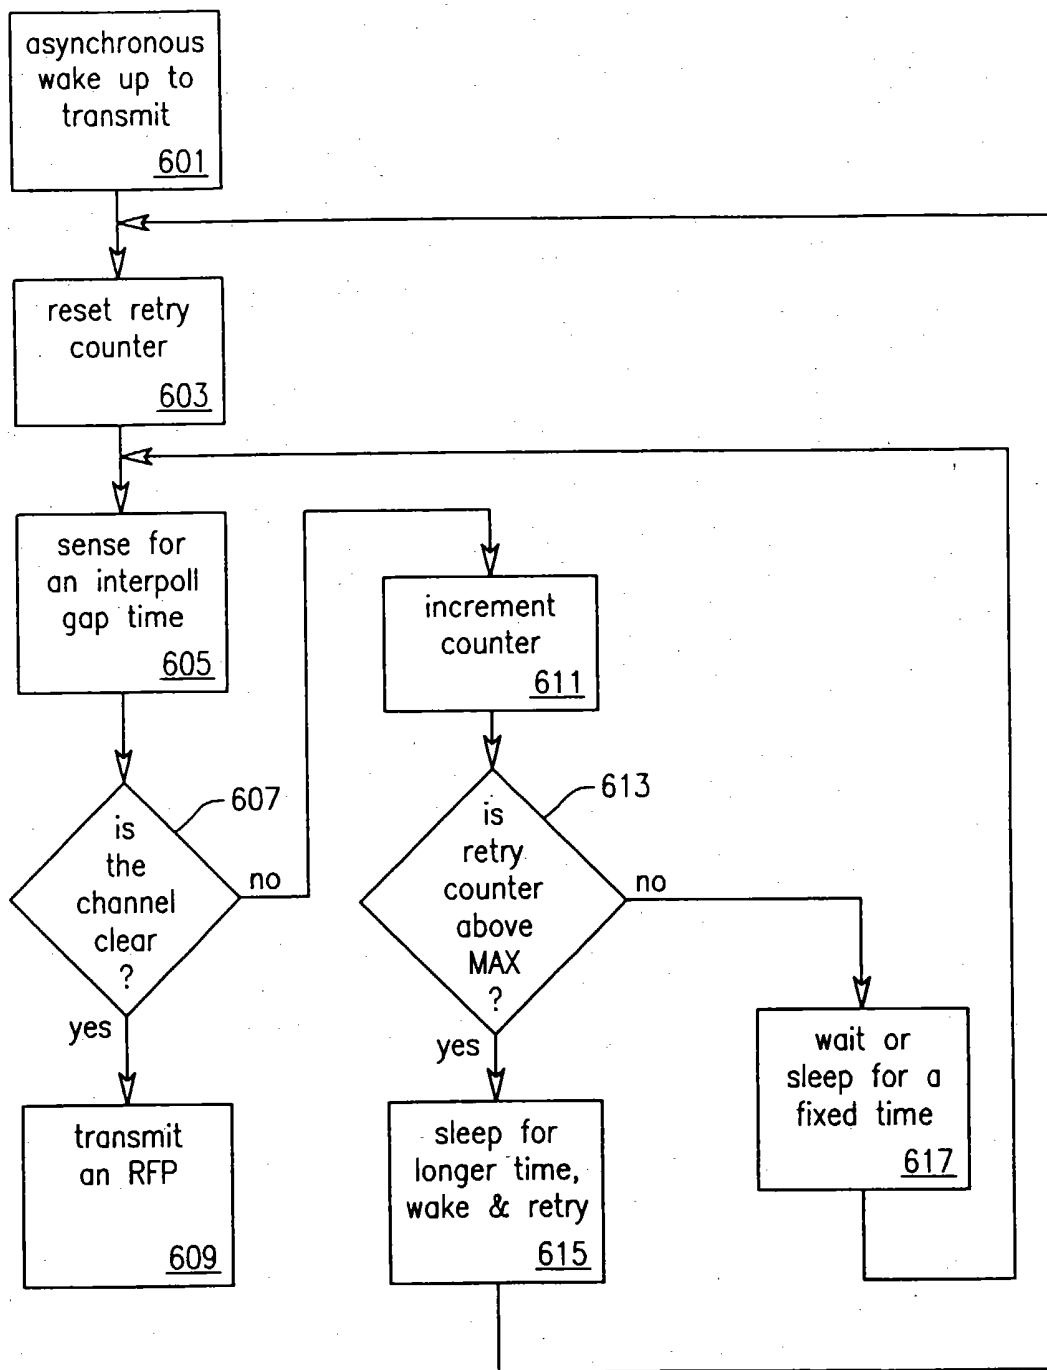 asynchronous
wake up to
transmit
601
reset retry
counter
603
sense for
an interpoll
gap time
605
is
the
channel
clear
?
607
no
yes
transmit
an RFP
609
increment
counter
611
is
retry
counter
above
MAX
?
613
no
yes
sleep for
longer time,
wake & retry
615
wait or
sleep for a
fixed time
617